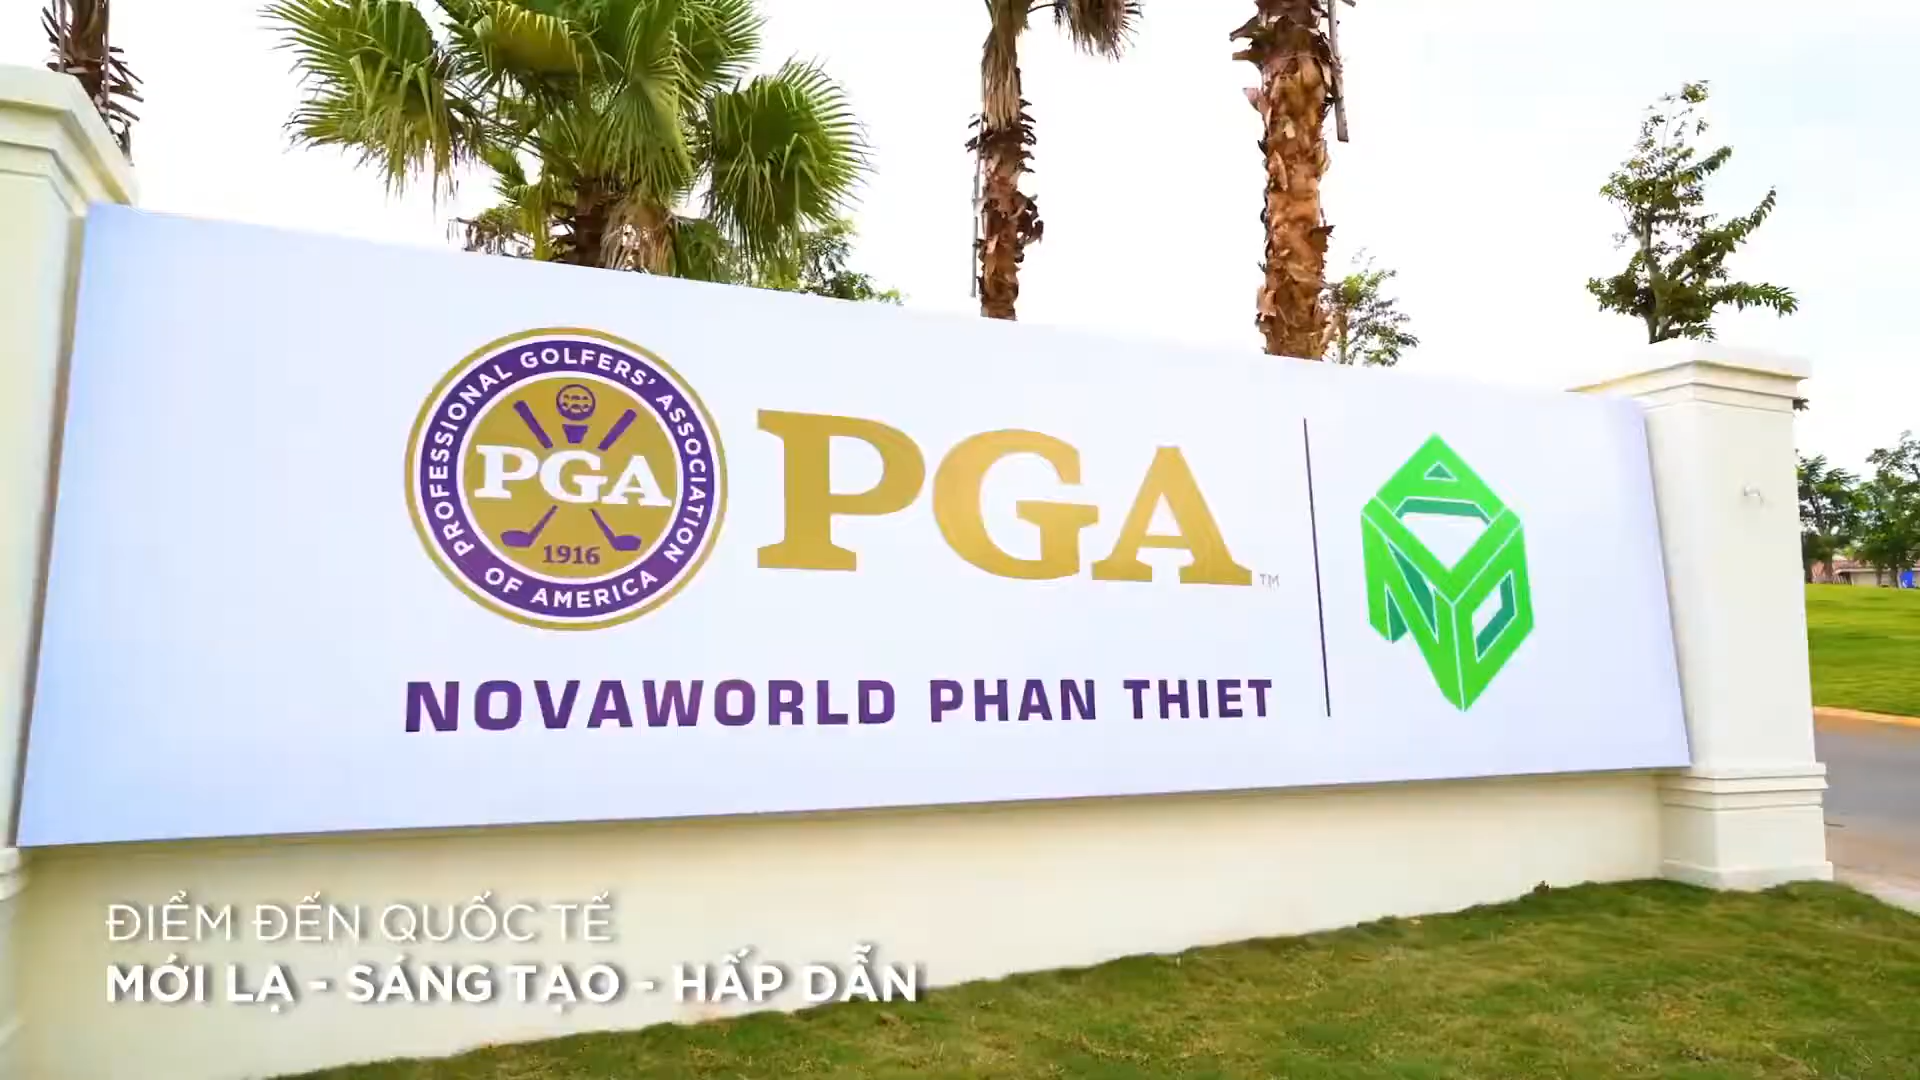 PROFESSIONAL GOLFERS' ASSOCIATION
OF AMERICA
PGA
1916
PGA™
NOVAWORLD PHAN THIET
NOVA
ĐIỂM ĐẾN QUỐC TẾ
MỚI LẠ - SÁNG TẠO - HẤP DẪN